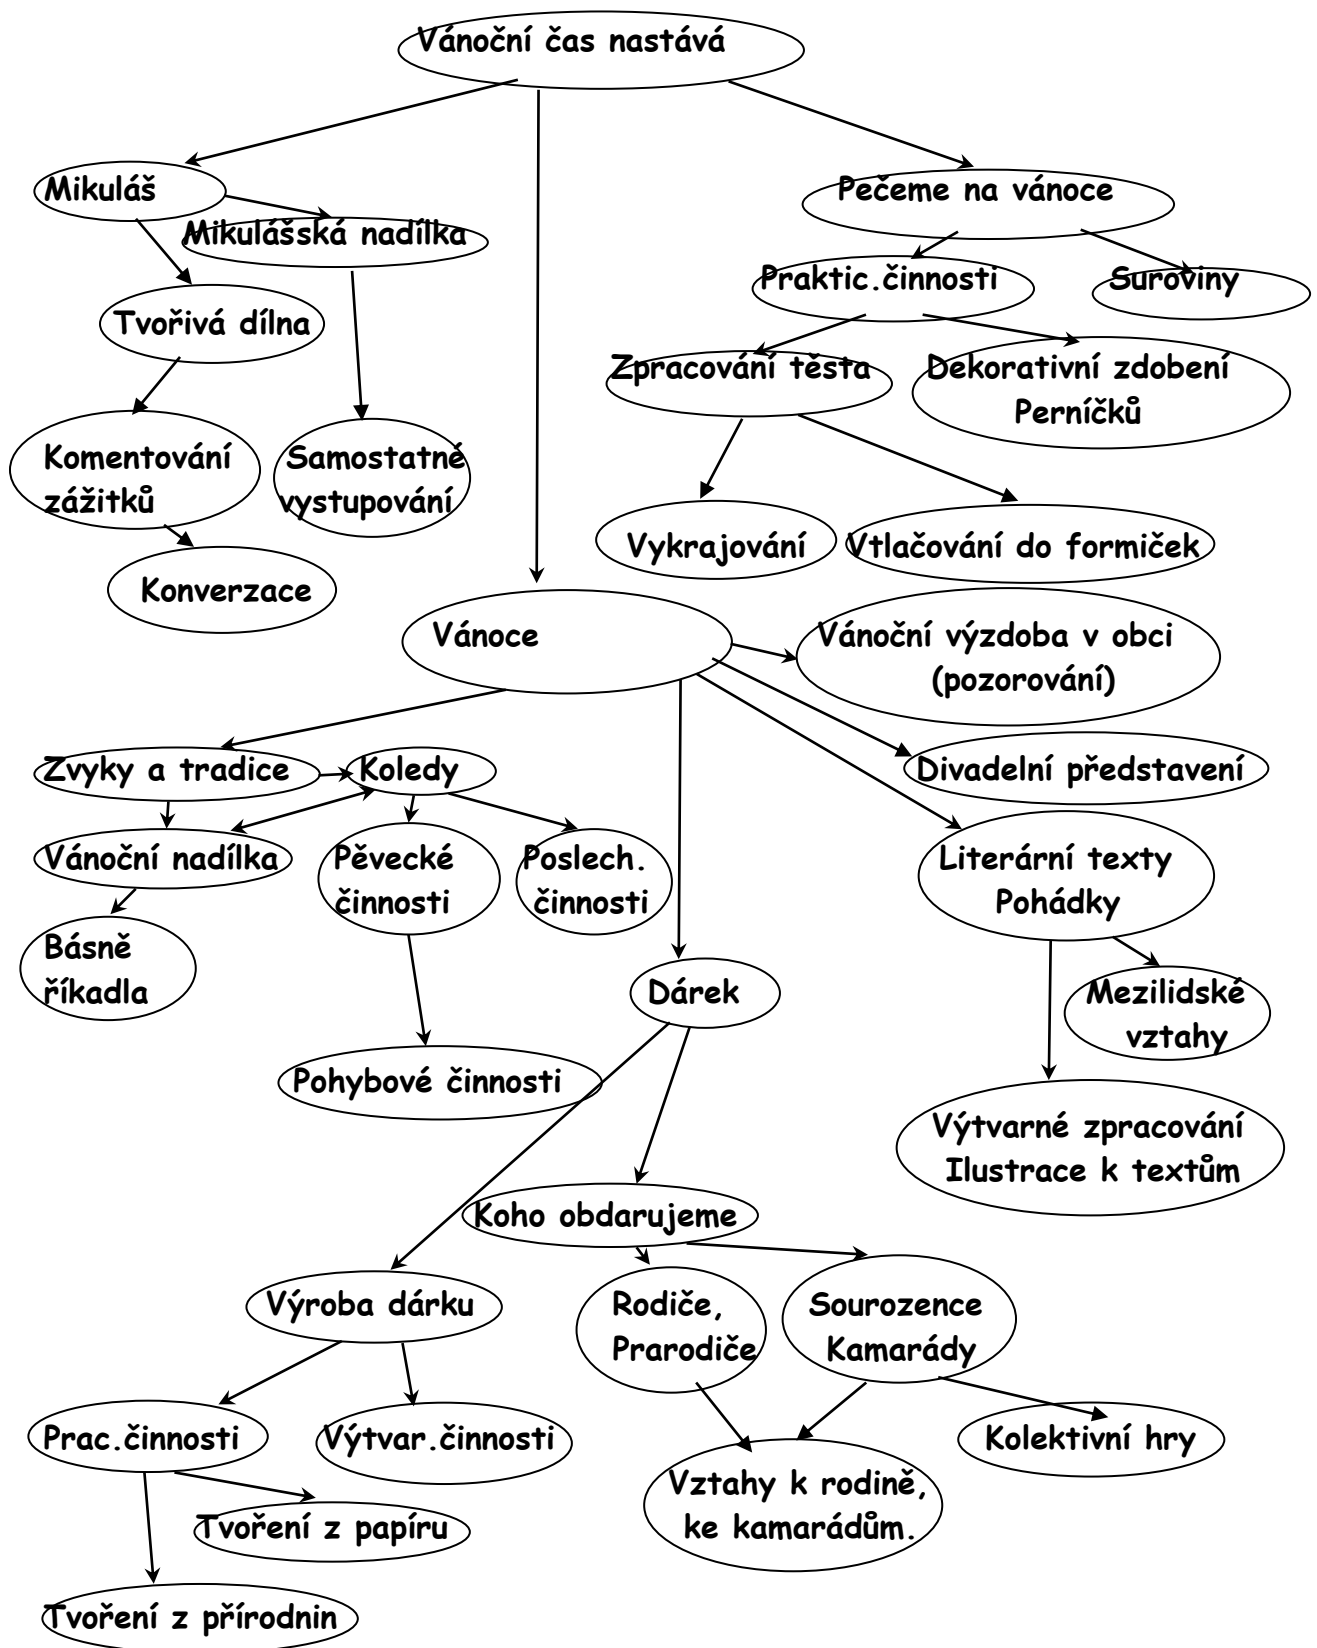 Vánoční čas nastává
Mikuláš
Pečeme na vánoce
Mikulášská nadílka
Praktic.činnosti
Suroviny
Tvořivá dílna
Zpracování těsta
Dekorativní zdobení
Perníčků
Komentování
zážitků
Samostatné
vystupování
Vykrajování
Vtlačování do formiček
Konverzace
Vánoce
Vánoční výzdoba v obci
(pozorování)
Zvyky a tradice
Koledy
Divadelní představení
Vánoční nadílka
Pěvecké
činnosti
Poslech.
činnosti
Literární texty
Pohádky
Básně
říkadla
Dárek
Mezilidské
vztahy
Pohybové činnosti
Výtvarné zpracování
Ilustrace k textům
Koho obdarujeme
Výroba dárku
Rodiče,
Prarodiče
Sourozence
Kamarády
Prac.činnosti
Výtvar.činnosti
Kolektivní hry
Vztahy k rodině,
ke kamarádům.
Tvoření z papíru
Tvoření z přírodnin